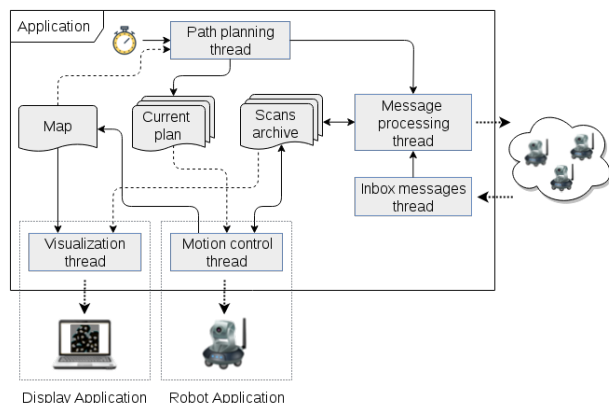 Application
Path planning
thread
Map
Current
plan
Scans
archive
Message
processing
thread
Inbox messages
thread
Visualization
thread
Motion control
thread
Display Application
Robot Application